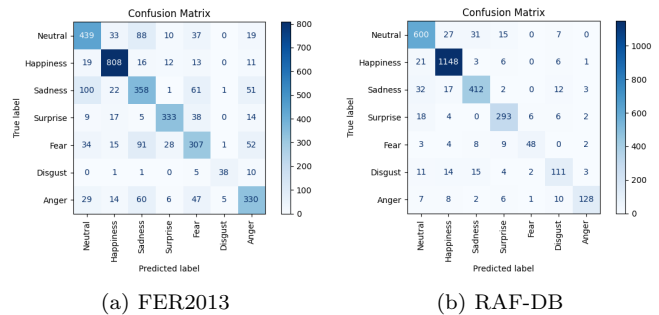 Confusion Matrix
Neutral 439 33 88 10 37 0 19
Happiness 19 808 16 12 13 0 11
Sadness 100 22 358 1 61 1 51
Surprise 9 17 5 333 38 0 14
Fear 34 15 91 28 307 1 52
Disgust 0 1 1 0 5 38 10
Anger 29 14 60 6 47 5 330
True label
Neutral Happiness Sadness Surprise Fear Disgust Anger
Predicted label
800
700
600
500
400
300
200
100
0
(a) FER2013
Confusion Matrix
Neutral 600 27 31 15 0 7 0
Happiness 21 1148 3 6 0 6 1
Sadness 32 17 412 2 0 12 3
Surprise 18 4 0 293 6 6 2
Fear 3 4 8 9 48 0 2
Disgust 11 14 15 4 2 111 3
Anger 7 8 2 6 1 10 128
True label
Neutral Happiness Sadness Surprise Fear Disgust Anger
Predicted label
1000
800
600
400
200
0
(b) RAF-DB